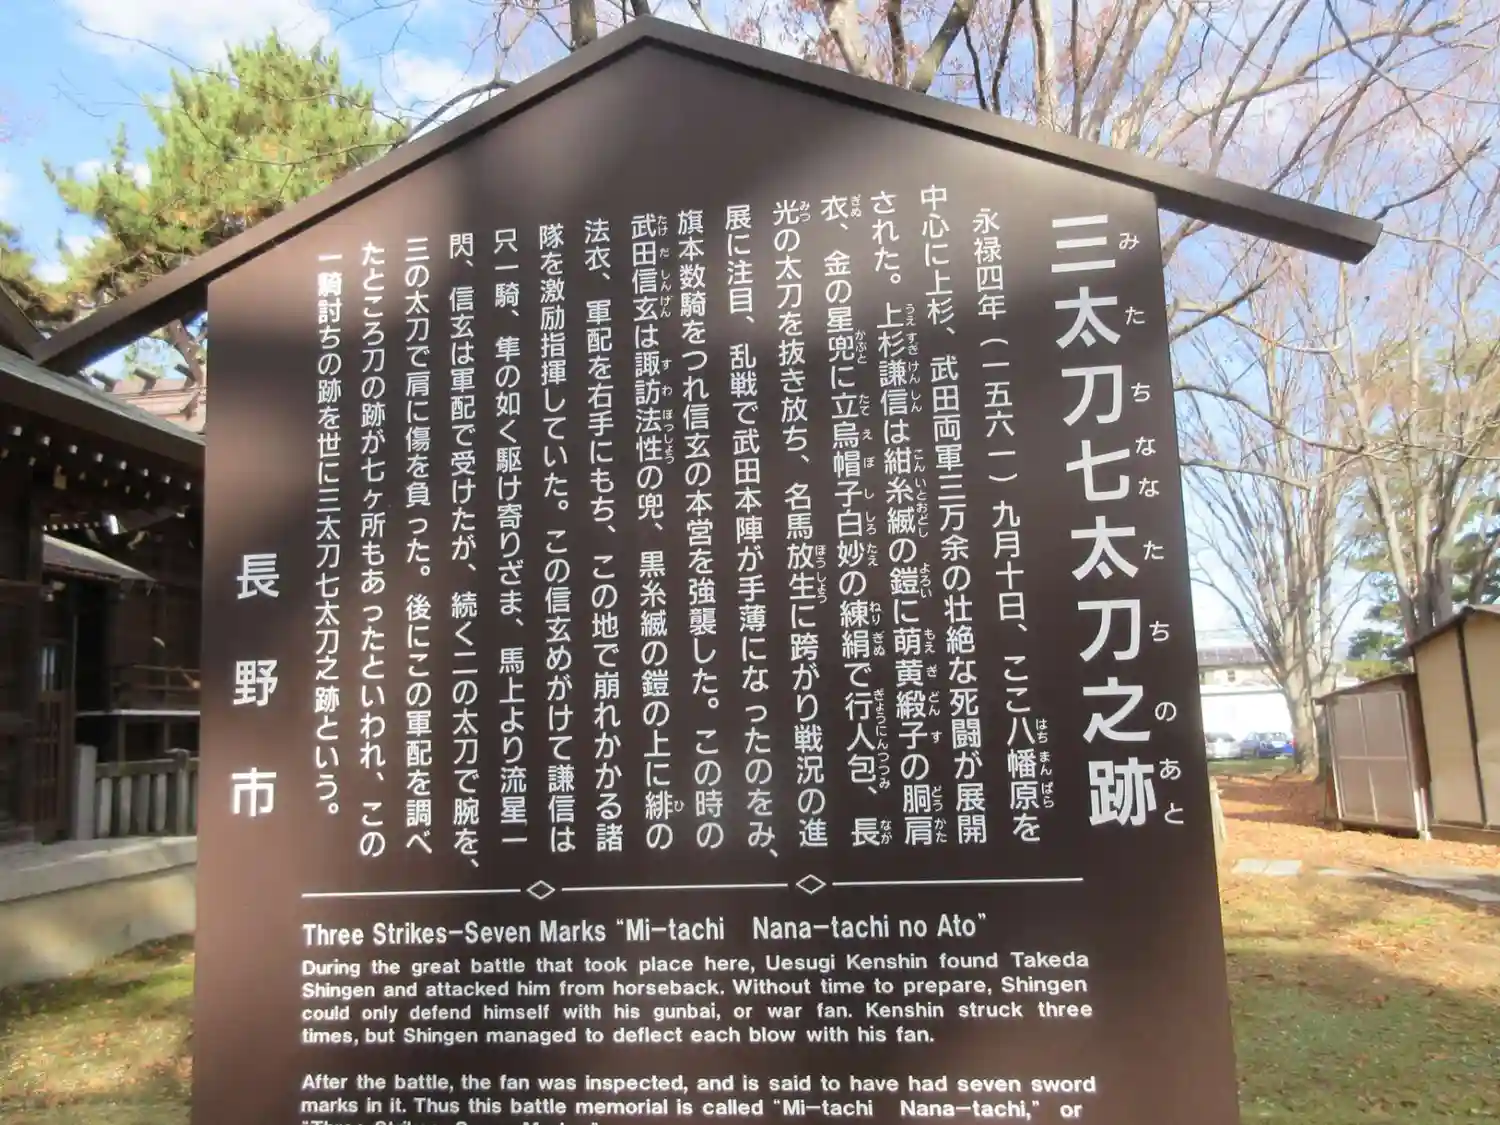 三太刀七太刀之跡
みたちななたちのあと
永禄四年(一五六一)九月十日、ここ八幡原を
中心に上杉、武田両軍三万余の壮絶な死闘が展開
された。上杉謙信は紺糸縅の鎧に萌黄緞子の胴肩
衣、金の星兜に立烏帽子白妙の練絹で行人包、長
光の太刀を抜き放ち、名馬放生に跨がり戦況の進
展に注目、乱戦で武田本陣が手薄になったのをみ、
旗本数騎をつれ信玄の本営を強襲した。この時の
武田信玄は諏訪法性の兜、黒糸縅の鎧の上に緋の
法衣、軍配を右手にもち、この地で崩れかかる諸
隊を激励指揮していた。この信玄めがけて謙信は
只一騎、隼の如く駆け寄りざま、馬上より流星一
閃、信玄は軍配で受けたが、続く二の太刀で腕を、
三の太刀で肩に傷を負った。後にこの軍配を調べ
たところ刀の跡が七ヶ所もあったといわれ、この
一騎討ちの跡を世に三太刀七太刀之跡という。
長野市
Three Strikes-Seven Marks "Mi-tachi Nana-tachi no Ato"
During the great battle that took place here, Uesugi Kenshin found Takeda
Shingen and attacked him from horseback. Without time to prepare, Shingen
could only defend himself with his gunbai, or war fan. Kenshin struck three
times, but Shingen managed to deflect each blow with his fan.
After the battle, the fan was inspected, and is said to have had seven sword
marks in it. Thus this battle memorial is called "Mi-tachi Nana-tachi," or